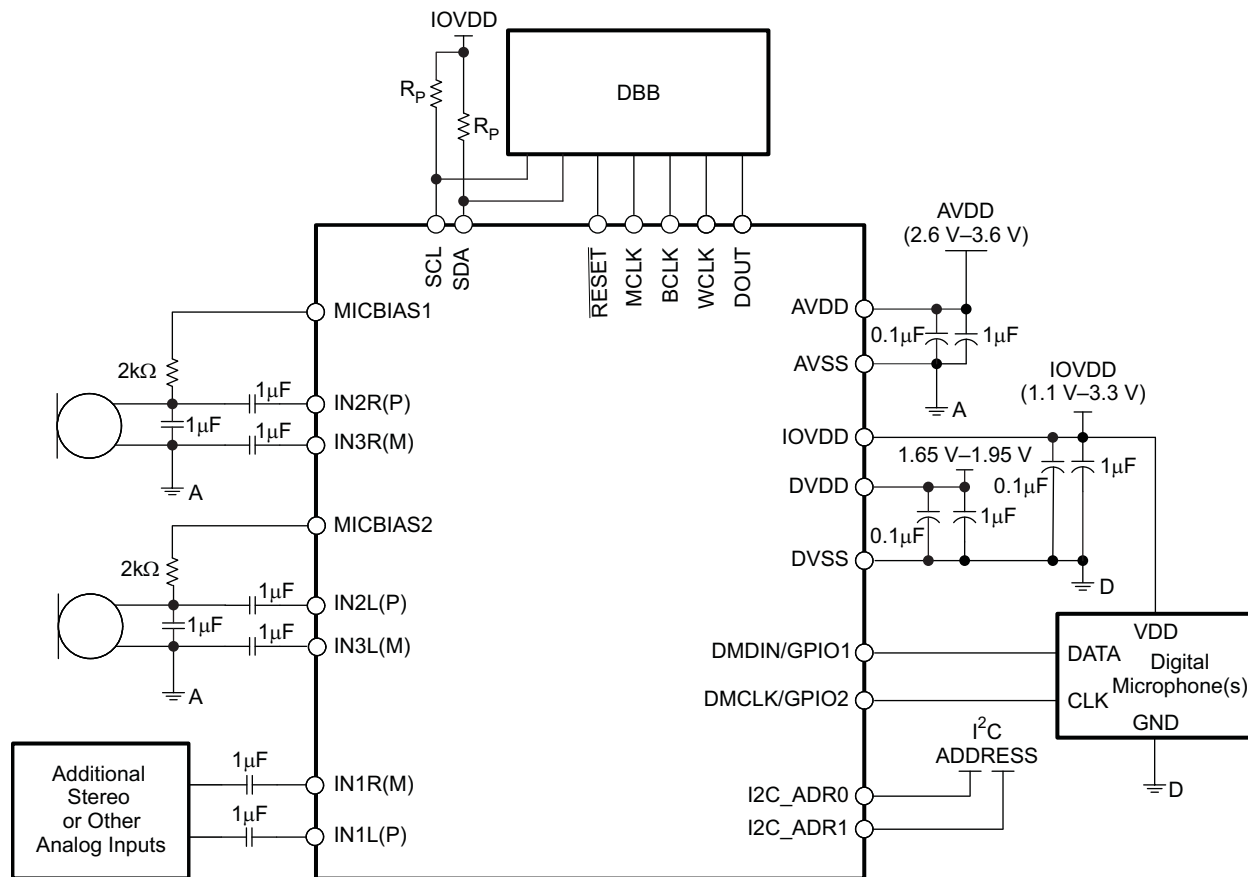 IOVDD
R_P
R_P
DBB
SCL
SDA
RESET
MCLK
BCLK
WCLK
DOUT
AVDD
(2.6 V–3.6 V)
MICBIAS1
AVDD
0.1μF
1μF
2kΩ
AVSS
A
IOVDD
(1.1 V–3.3 V)
1μF
IN2R(P)
1μF
1μF
IN3R(M)
A
IOVDD
1.65 V–1.95 V
0.1μF
1μF
DVDD
0.1μF
1μF
MICBIAS2
2kΩ
DVSS
D
1μF
IN2L(P)
1μF
1μF
IN3L(M)
A
DMDIN/GPIO1
DMCLK/GPIO2
VDD
DATA
Digital
Microphone(s)
CLK
GND
D
Additional
Stereo
or Other
Analog Inputs
1μF
IN1R(M)
1μF
IN1L(P)
I²C
ADDRESS
I2C_ADR0
I2C_ADR1